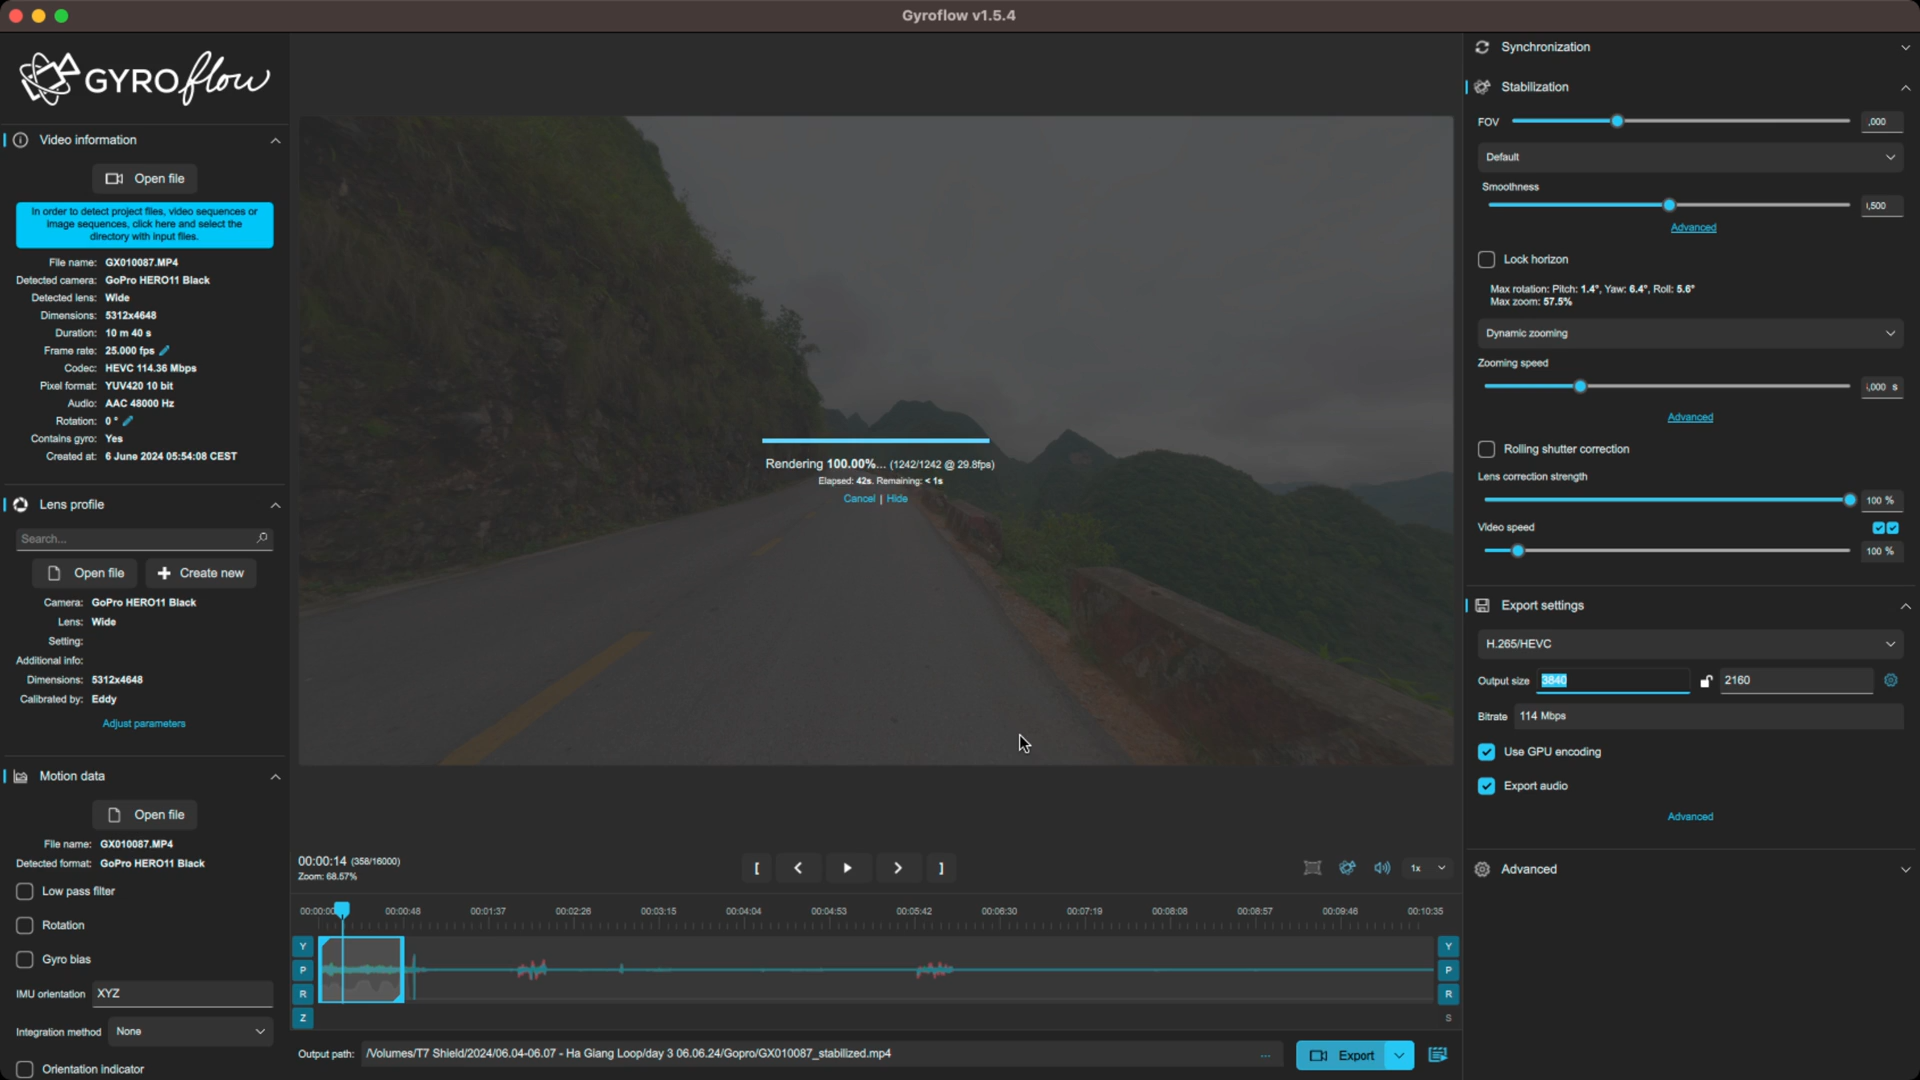 Gyroflow v1.5.4
GYROflow
Video information
Open file
In order to detect project files, video sequences or
image sequences, click here and select the
directory with input files.
File name: GX010087.MP4
Detected camera: GoPro HERO11 Black
Detected lens: Wide
Dimensions: 5312x4648
Duration: 10 m 40 s
Frame rate: 25.000 fps
Codec: HEVC 114.36 Mbps
Pixel format: YUV420 10 bit
Audio: AAC 48000 Hz
Rotation: 0 °
Contains gyro: Yes
Created at: 6 June 2024 05:54:08 CEST
Lens profile
Search...
Open file
Create new
Camera: GoPro HERO11 Black
Lens: Wide
Setting:
Additional info:
Dimensions: 5312x4648
Calibrated by: Eddy
Adjust parameters
Motion data
Open file
File name: GX010087.MP4
Detected format: GoPro HERO11 Black
Low pass filter
Rotation
Gyro bias
IMU orientation XYZ
Integration method None
Orientation indicator
Rendering 100.00%... (1242/1242 @ 29.8fps)
Elapsed: 42s. Remaining: < 1s
Cancel | Hide
00:00:14 (358/16000)
Zoom: 68.57%
[
]
1x
00:00:00 00:00:48 00:01:37 00:02:26 00:03:15 00:04:04 00:04:53 00:05:42 00:06:30 00:07:19 00:08:08 00:08:57 00:09:46 00:10:35
Y Y
P P
R R
Z S
Output path: /Volumes/T7 Shield/2024/06.04-06.07 - Ha Giang Loop/day 3 06.06.24/Gopro/GX010087_stabilized.mp4 ...
Export
Synchronization
Stabilization
FOV ,000
Default
Smoothness
,500
Advanced
Lock horizon
Max rotation: Pitch: 1.4°, Yaw: 6.4°, Roll: 5.6°
Max zoom: 57.5%
Dynamic zooming
Zooming speed
,000 s
Advanced
Rolling shutter correction
Lens correction strength
100 %
Video speed
100 %
Export settings
H.265/HEVC
Output size 3840 2160
Bitrate 114 Mbps
Use GPU encoding
Export audio
Advanced
Advanced